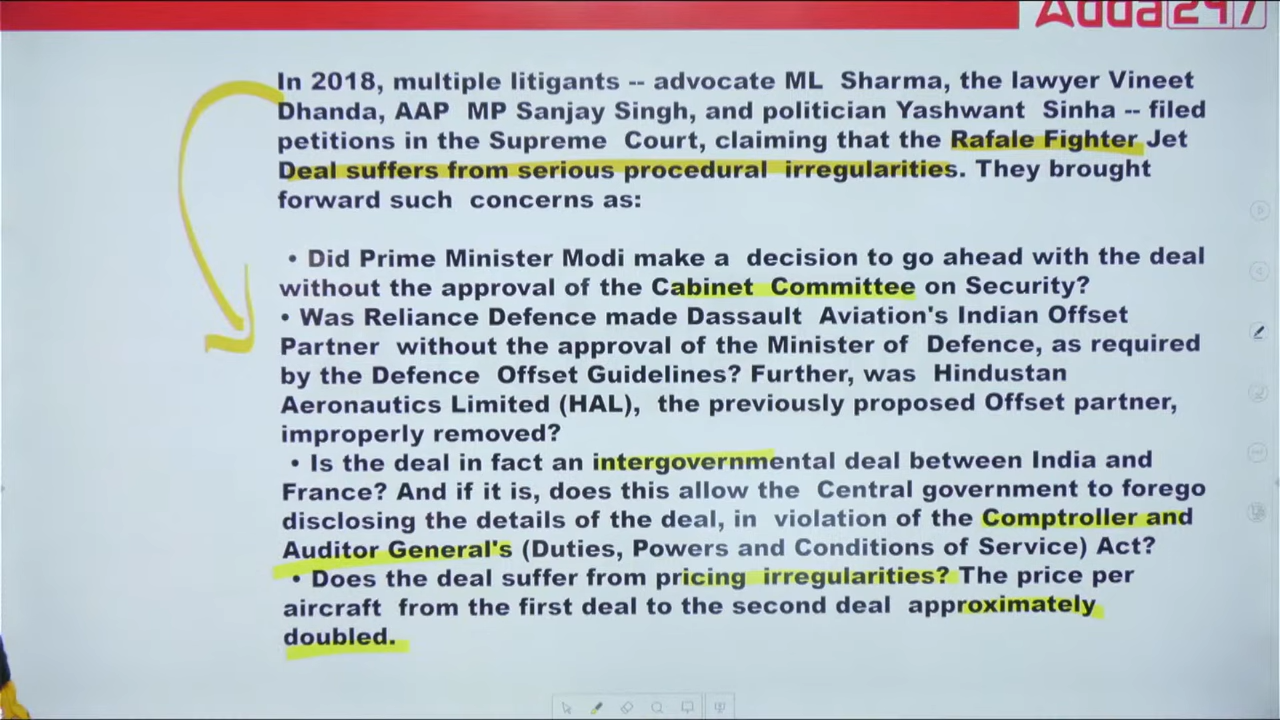 Adda247
In 2018, multiple litigants -- advocate ML Sharma, the lawyer Vineet
Dhanda, AAP MP Sanjay Singh, and politician Yashwant Sinha -- filed
petitions in the Supreme Court, claiming that the Rafale Fighter Jet
Deal suffers from serious procedural irregularities. They brought
forward such concerns as:
• Did Prime Minister Modi make a decision to go ahead with the deal
without the approval of the Cabinet Committee on Security?
• Was Reliance Defence made Dassault Aviation's Indian Offset
Partner without the approval of the Minister of Defence, as required
by the Defence Offset Guidelines? Further, was Hindustan
Aeronautics Limited (HAL), the previously proposed Offset partner,
improperly removed?
• Is the deal in fact an intergovernmental deal between India and
France? And if it is, does this allow the Central government to forego
disclosing the details of the deal, in violation of the Comptroller and
Auditor General's (Duties, Powers and Conditions of Service) Act?
• Does the deal suffer from pricing irregularities? The price per
aircraft from the first deal to the second deal approximately
doubled.